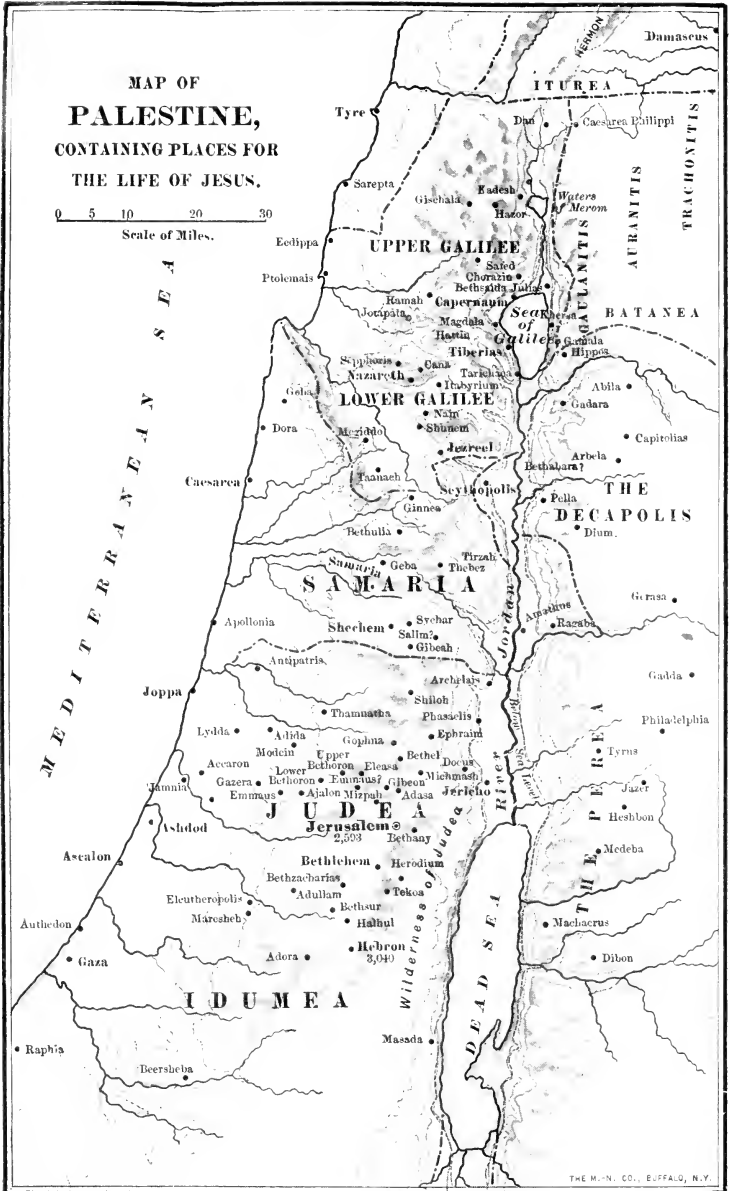 MAP OF
PALESTINE,
CONTAINING PLACES FOR
THE LIFE OF JESUS.
0 5 10 20 30
Scale of Miles.
HERMON
Damascus
ITUREA
Tyre
Dan
Caesarea Philippi
TRACHONITIS
AURANITIS
GAULANITIS
Sarepta
Kadesh
Gischala
Hazor
Waters
Merom
Ecdippa
UPPER GALILEE
Ptolemais
Safed
Chorazin
Bethsaida Julias
Ramah
Capernaum
Jotapata
Sea
of
Galilee
Khersa
BATANEA
Magdala
Hattin
Gamala
Hippos
Tiberias
Sepphoris
Cana
Nazareth
Tarichaea
Itabyrium
Abila
Geba
LOWER GALILEE
Gadara
Nain
Dora
Shunem
Megiddo
Capitolias
Jezreel
Arbela
Bethabara?
Taanach
Caesarea
Scythopolis
THE
DECAPOLIS
Pella
Ginnea
Dium.
Bethulia
Samaria
Geba
Tirzah
Thebez
SAMARIA
Gerasa
Amathus
Ragaba
Apollonia
Shechem
Sychar
Salim?
Gibeah
River Jordan
Antipatris
Archelais
Gadda
Joppa
Shiloh
Thamnatha
Phasaelis
Philadelphia
Lydda
Adida
Ephraim
Modein
Gophna
Tyrus
Upper
Bethoron
Bethel
Accaron
Lower
Bethoron
Eleasa
Docus
Michmash
Jamnia
Gazera
Emmaus?
Gibeon
Jericho
Jazer
Emmaus
Ajalon
Mizpah
Adasa
JUDEA
Heshbon
Jerusalem
2,593
Ashdod
Bethany
Medeba
Ascalon
Bethlehem
Herodium
Bethzacharias
THE PEREA
Adullam
Tekoa
Eleutheropolis
Bethsur
Maresheh
Halhul
Authedon
Machaerus
Hebron
3,040
Gaza
Adora
Dibon
Wilderness of Judea
IDUMEA
DEAD SEA
Masada
Raphia
Beersheba
MEDITERRANEAN SEA
THE M.-N. CO., BUFFALO, N.Y.